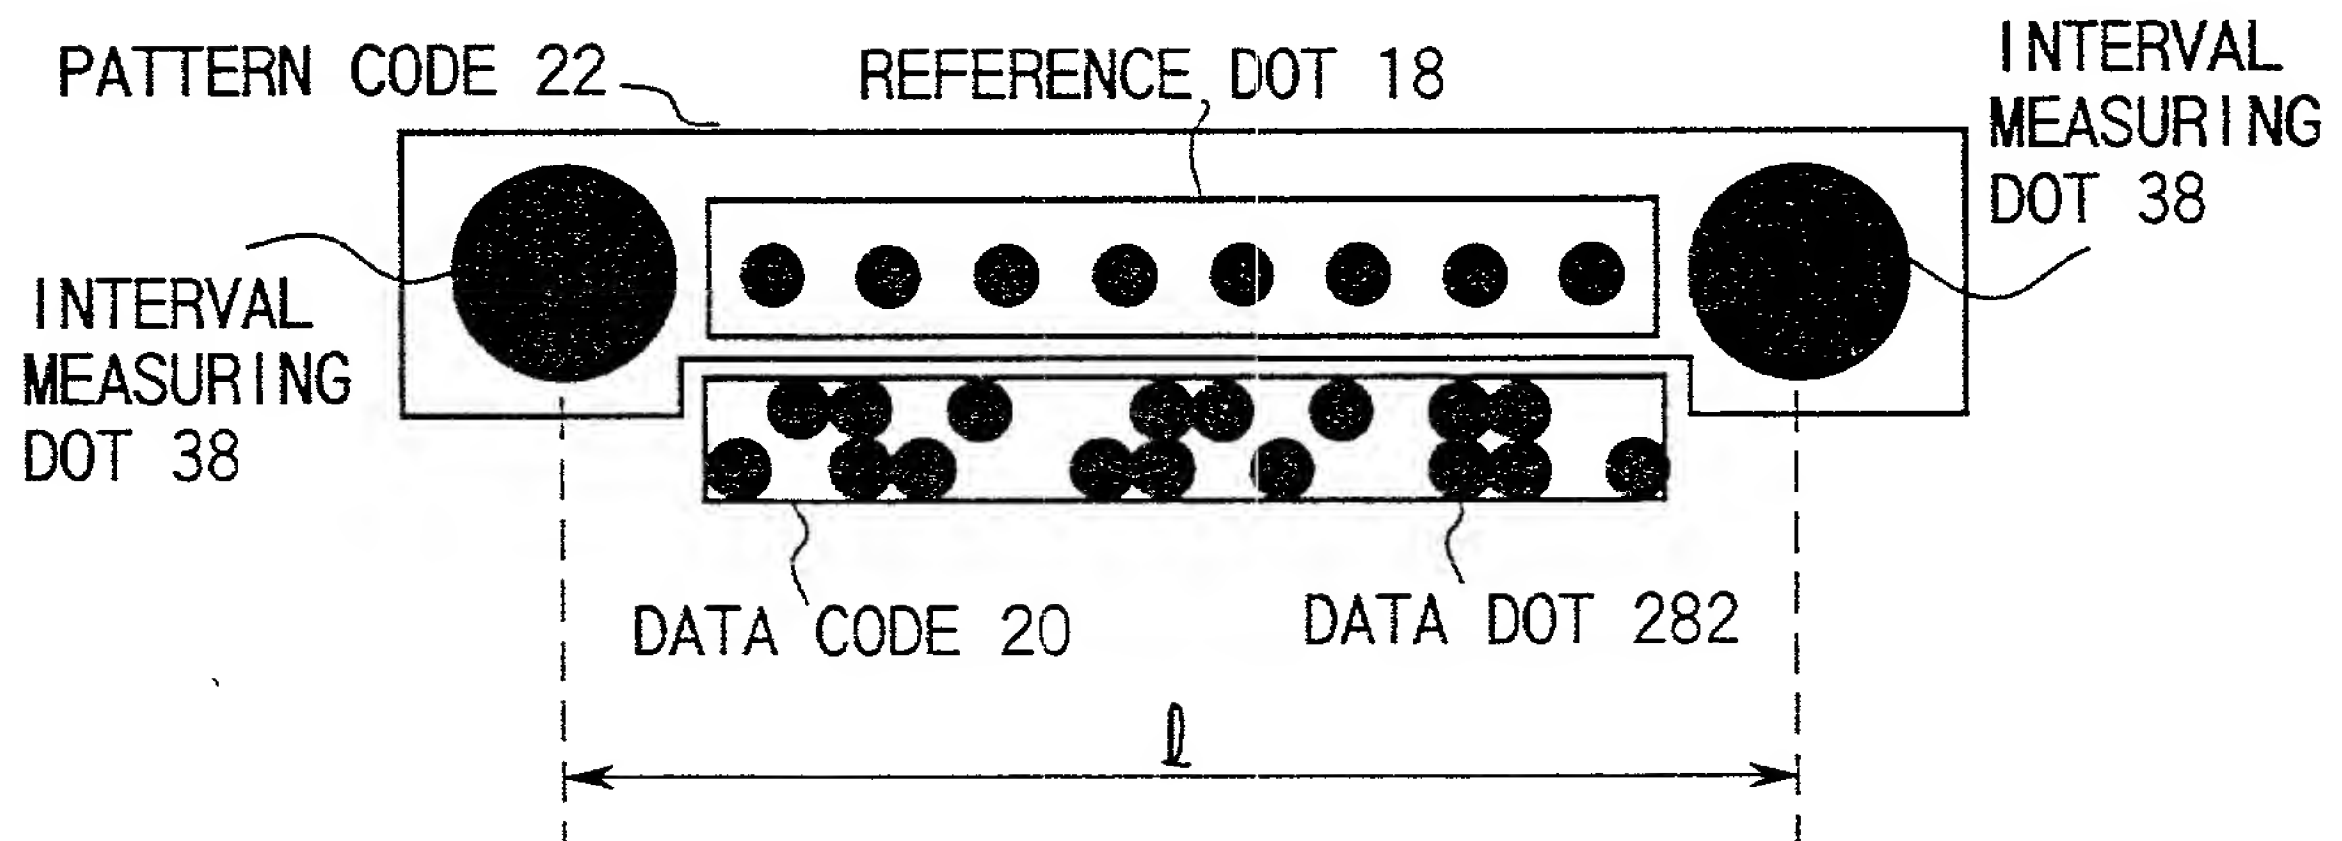 PATTERN CODE 22
REFERENCE DOT 18
INTERVAL
MEASURING
DOT 38
INTERVAL
MEASURING
DOT 38
DATA CODE 20
DATA DOT 282
ℓ